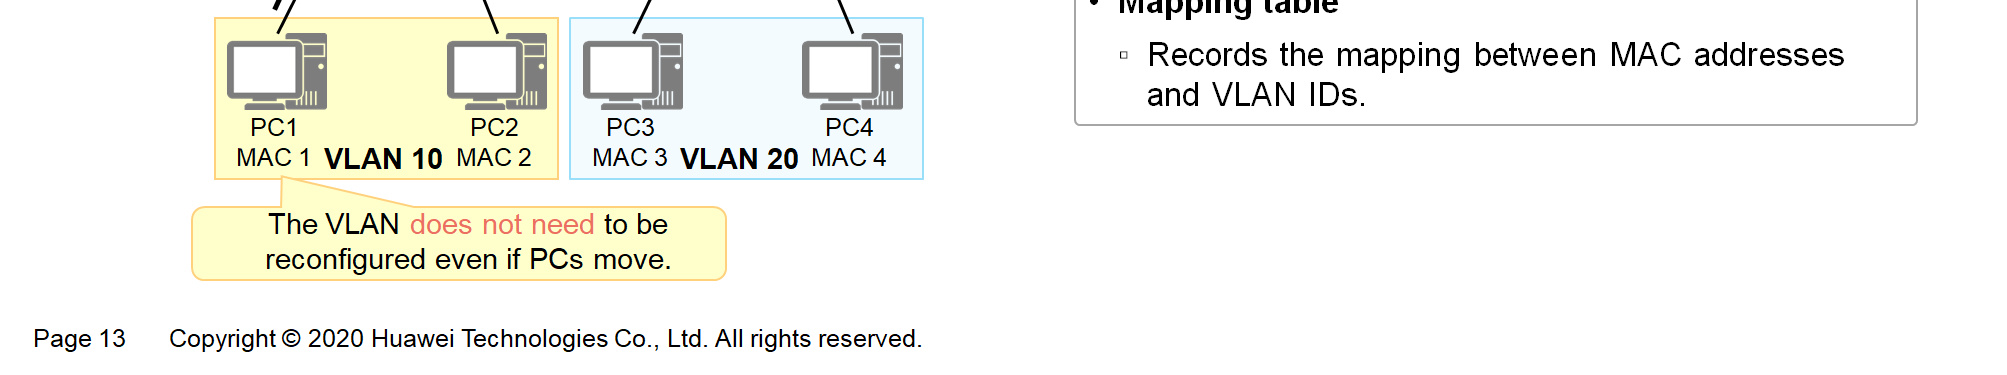 PC1
PC2
PC3
PC4
MAC 1 VLAN 10 MAC 2
MAC 3 VLAN 20 MAC 4
The VLAN does not need to be
reconfigured even if PCs move.
• Mapping table
▫ Records the mapping between MAC addresses
and VLAN IDs.
Page 13 Copyright © 2020 Huawei Technologies Co., Ltd. All rights reserved.